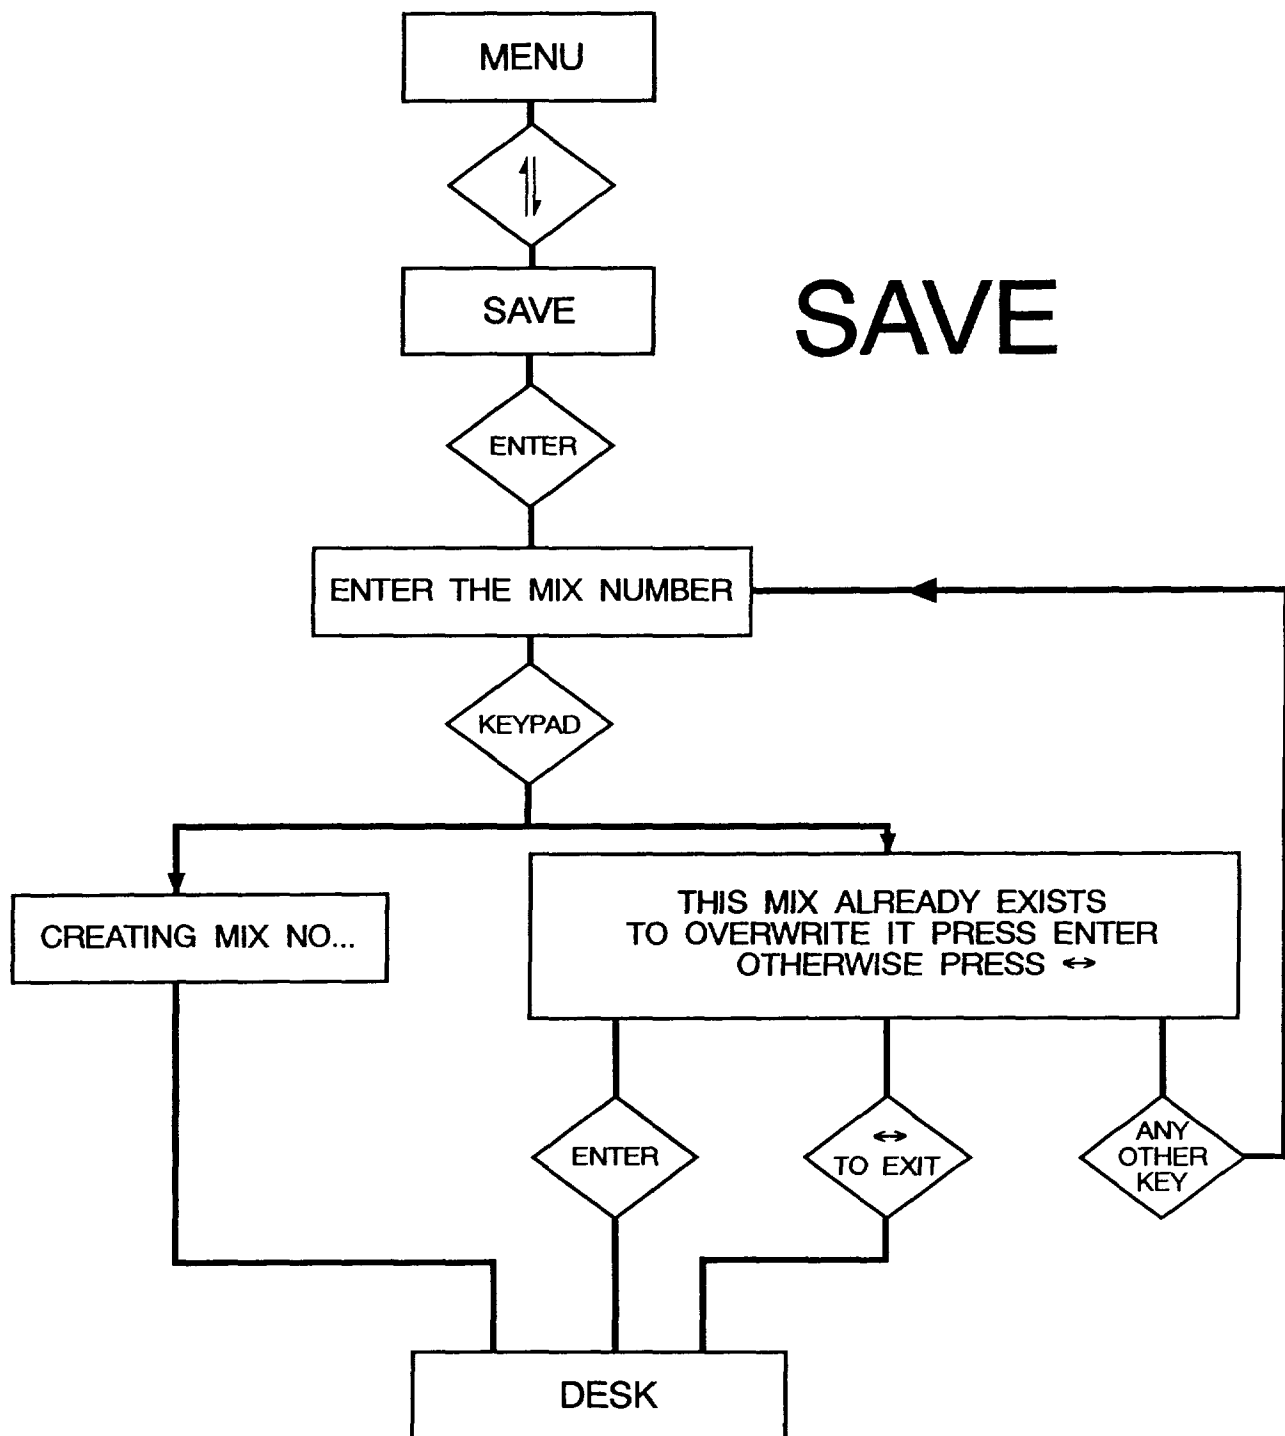 MENU
⥮
SAVE
SAVE
ENTER
ENTER THE MIX NUMBER
KEYPAD
CREATING MIX NO...
THIS MIX ALREADY EXISTS
TO OVERWRITE IT PRESS ENTER
OTHERWISE PRESS ↔
ENTER
↔
TO EXIT
ANY
OTHER
KEY
DESK